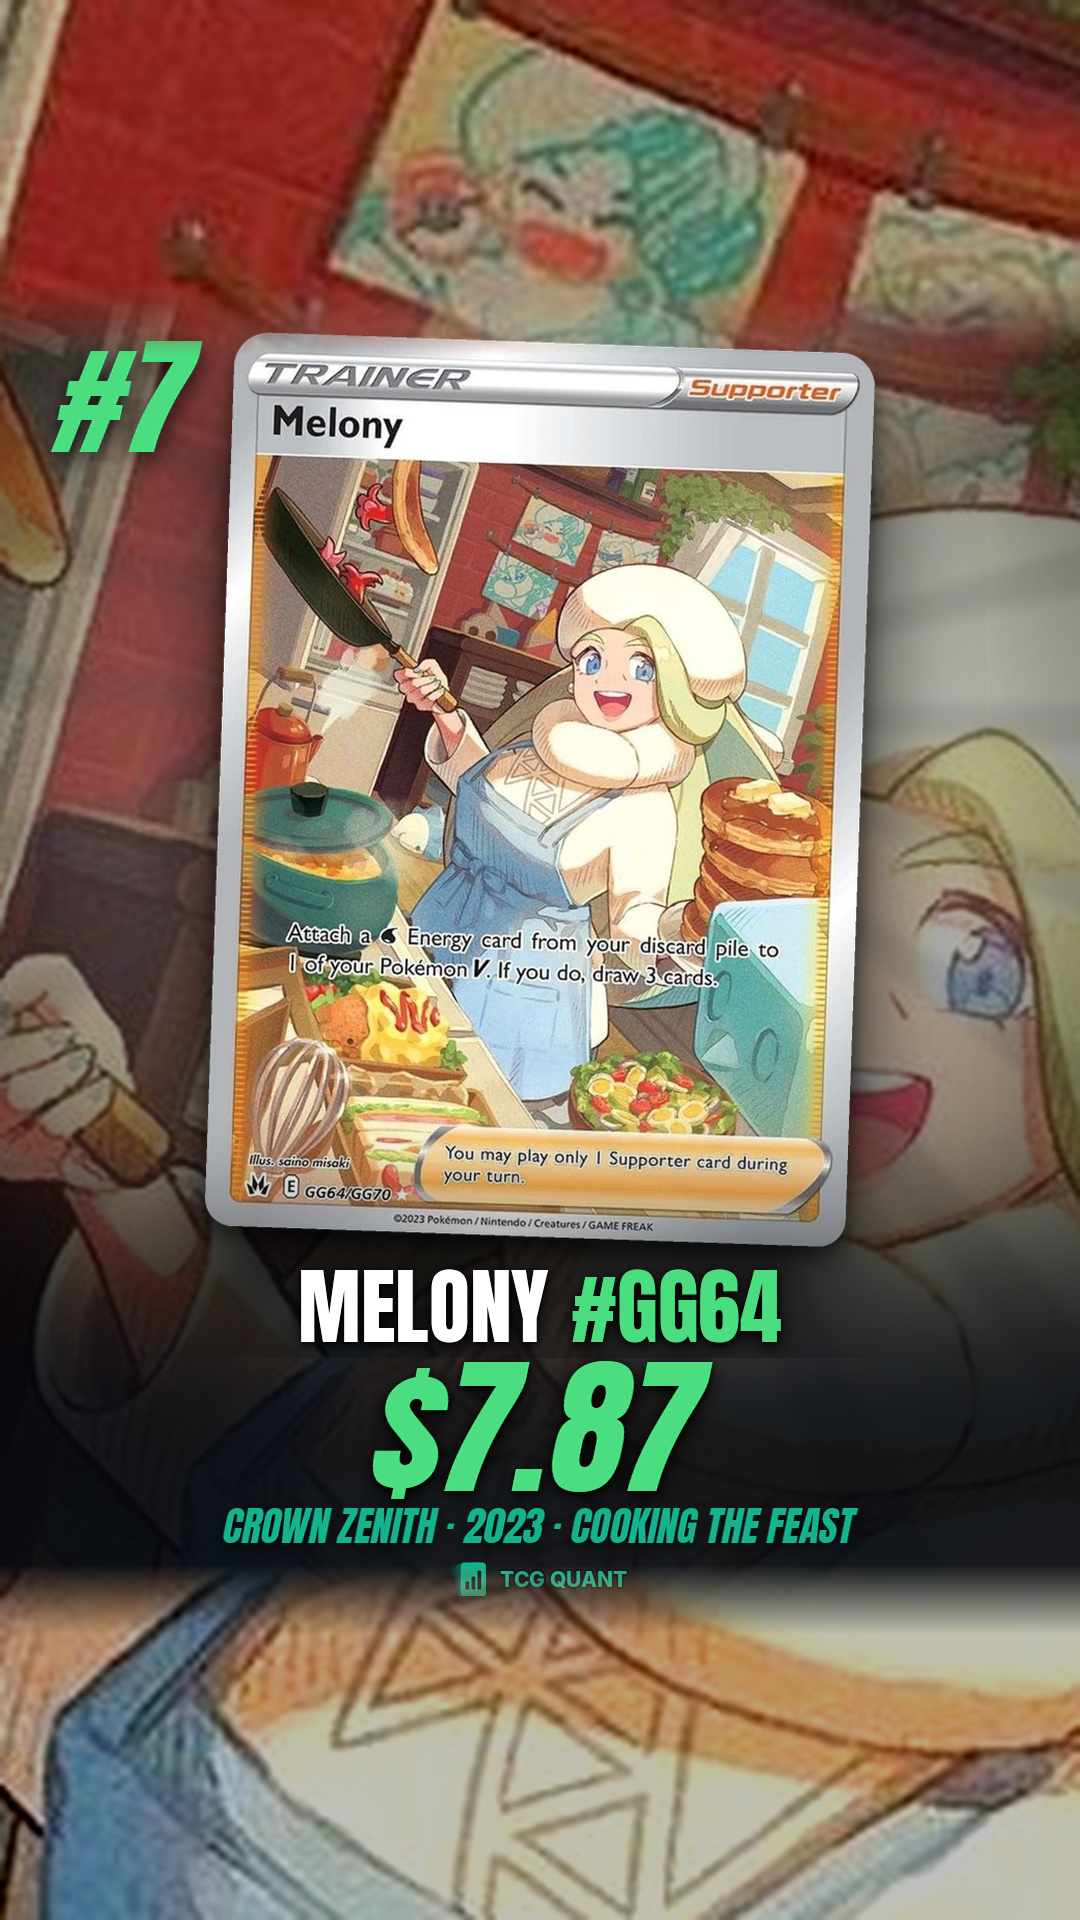 #7
TRAINER
Supporter
Melony
Attach a Energy card from your discard pile to
1 of your Pokémon V. If you do, draw 3 cards.
You may play only 1 Supporter card during
your turn.
Illus. saino misaki
E GG64/GG70
©2023 Pokémon / Nintendo / Creatures / GAME FREAK
MELONY #GG64
$7.87
CROWN ZENITH · 2023 · COOKING THE FEAST
TCG QUANT